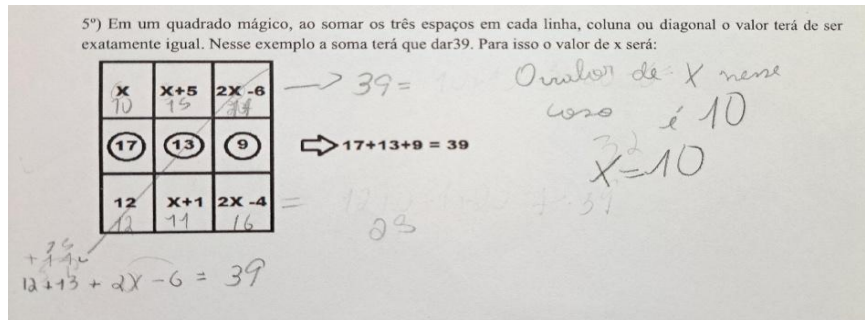 5º) Em um quadrado mágico, ao somar os três espaços em cada linha, coluna ou diagonal o valor terá de ser
exatamente igual. Nesse exemplo a soma terá que dar39. Para isso o valor de x será:
x X+5 2X -6
10 15 14
→ 39 =
O valor de X nesse
caso é 10
X=10
17 13 9
⇨ 17+13+9 = 39
12 X+1 2X -4
12 11 16
=
12+13 + 2X - 6 = 39